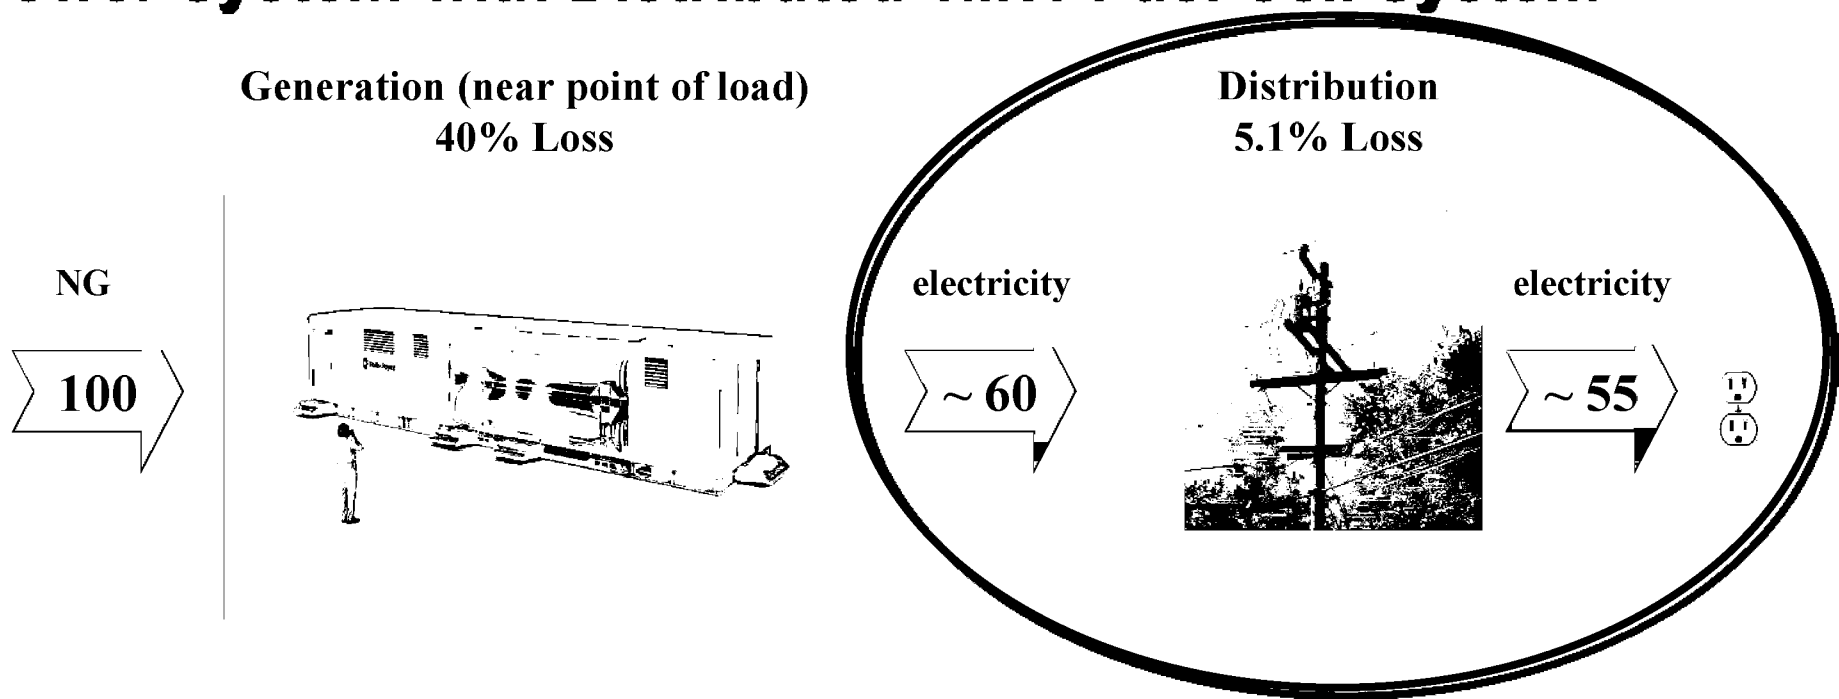 Generation (near point of load)
40% Loss
Distribution
5.1% Loss
NG
electricity
electricity
100
~ 60
~ 55